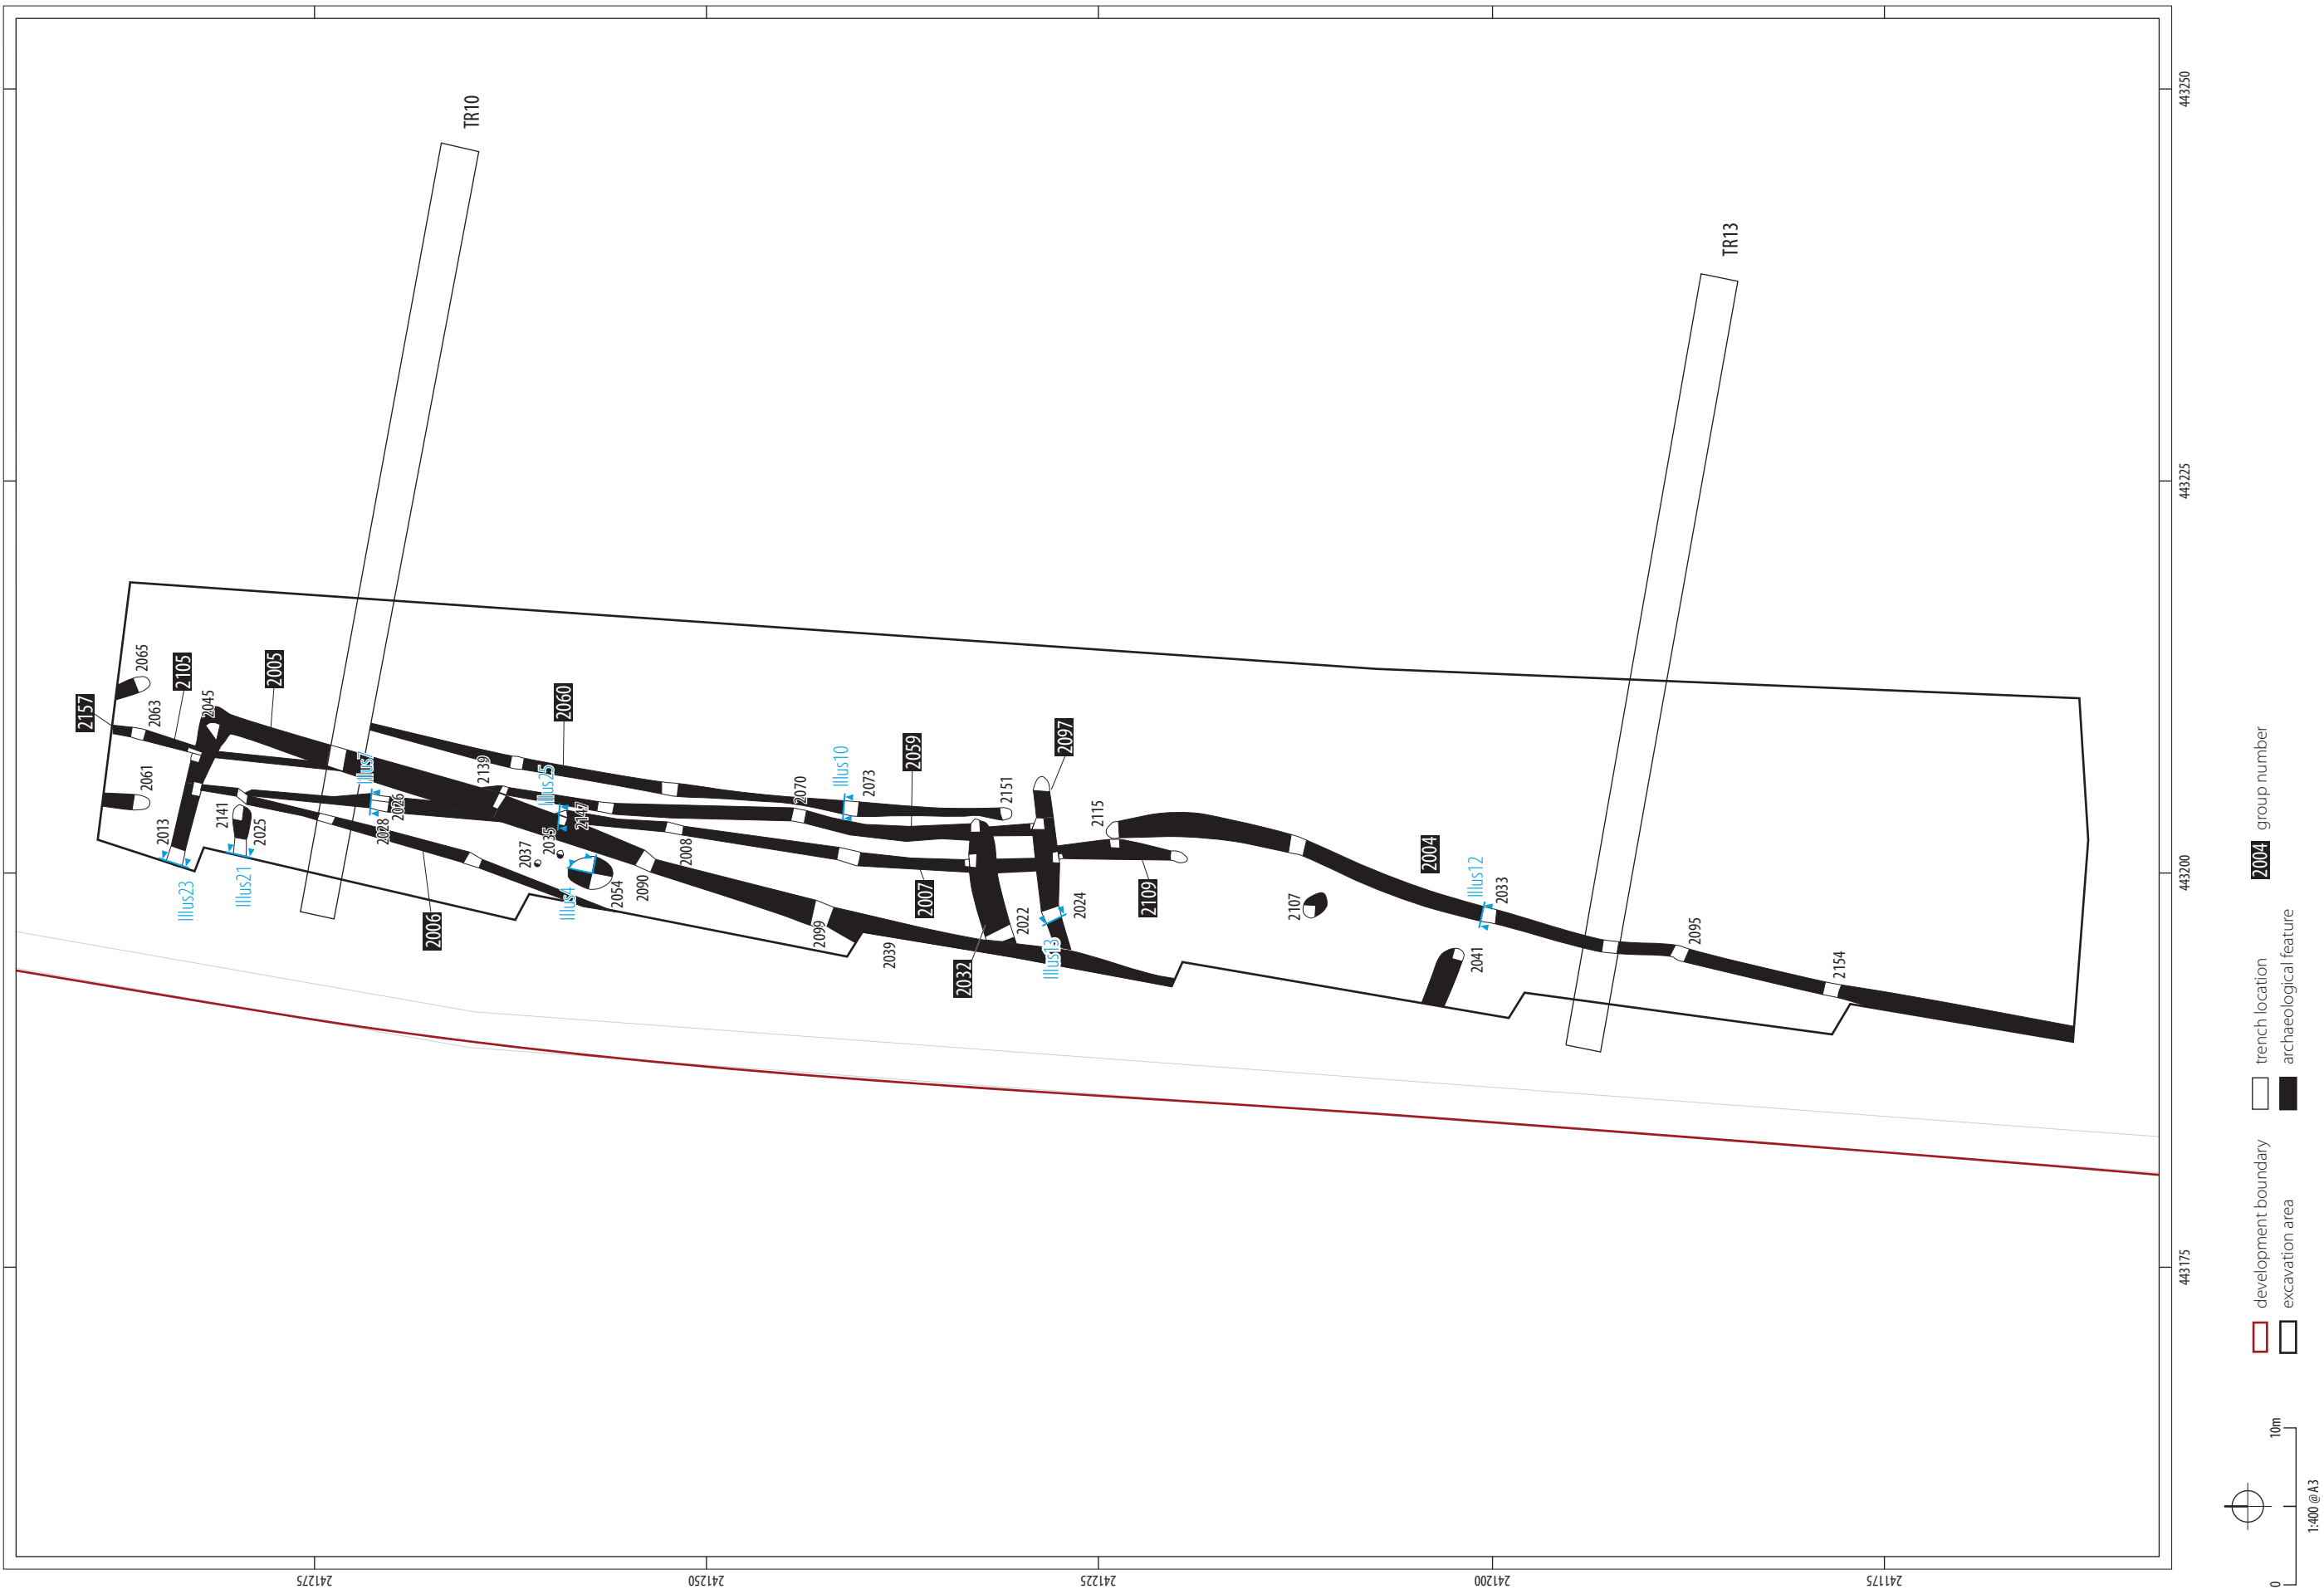 TR10
TR13
2157
2105
2005
2065
2063
2045
2061
2013
2141
2025
Illus23
Illus21
Illus7
2028
2026
2006
2060
2139
Illus25
2147
2035
2037
Illus4
2054
2090
2008
2070
Illus10
2073
2059
2099
2039
2007
2032
2022
2151
2097
2024
Illus13
2115
2109
2107
2004
Illus12
2033
2041
2095
2154
443250
443225
443200
443175
241275
241250
241225
241200
241175
development boundary
excavation area
trench location
archaeological feature
2004 group number
0
10m
1:400 @ A3